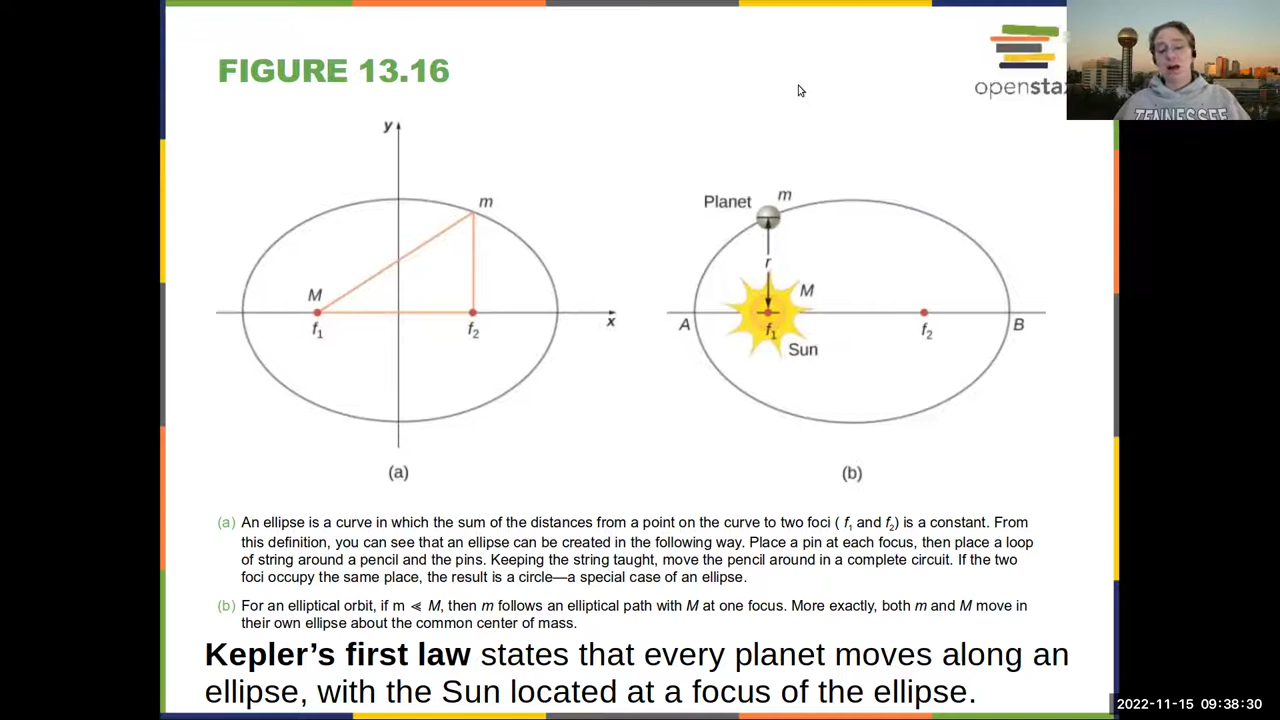 FIGURE 13.16
openstax
y
m
M
f1
f2
x
(a)
Planet
m
r
M
A
f1
f2
B
Sun
(b)
(a) An ellipse is a curve in which the sum of the distances from a point on the curve to two foci ( f1 and f2) is a constant. From
this definition, you can see that an ellipse can be created in the following way. Place a pin at each focus, then place a loop
of string around a pencil and the pins. Keeping the string taught, move the pencil around in a complete circuit. If the two
foci occupy the same place, the result is a circle—a special case of an ellipse.
(b) For an elliptical orbit, if m ≪ M, then m follows an elliptical path with M at one focus. More exactly, both m and M move in
their own ellipse about the common center of mass.
Kepler’s first law states that every planet moves along an
ellipse, with the Sun located at a focus of the ellipse.
TENNESSEE
2022-11-15 09:38:30